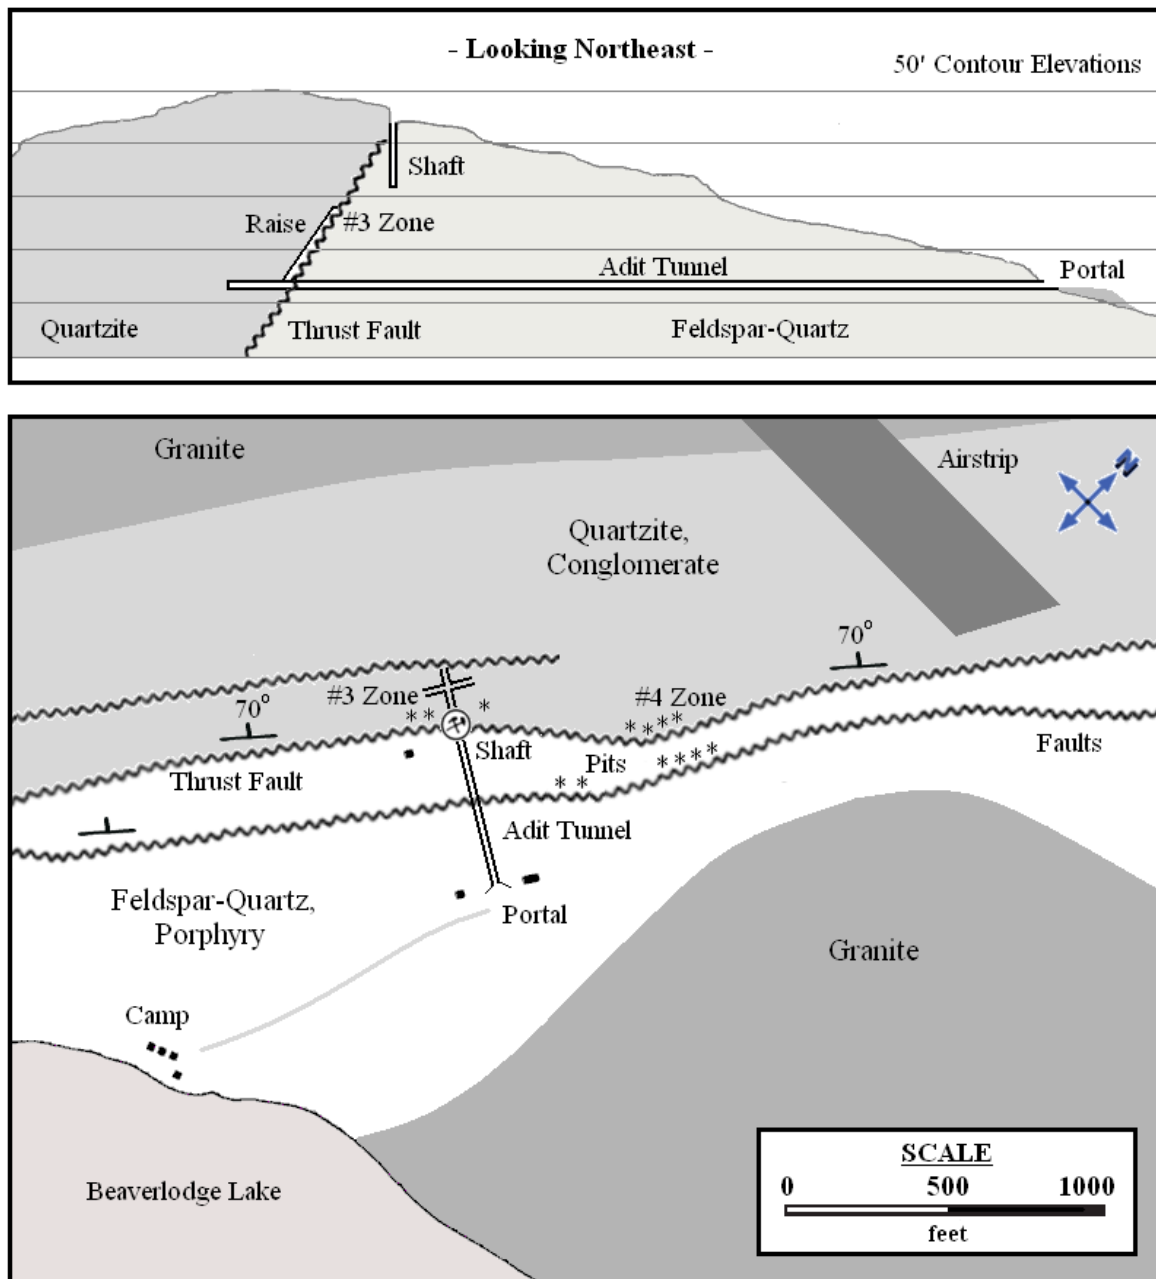 - Looking Northeast -
50' Contour Elevations
Shaft
Raise
#3 Zone
Adit Tunnel
Portal
Quartzite
Thrust Fault
Feldspar-Quartz
Granite
Airstrip
N
Quartzite,
Conglomerate
70°
#3 Zone
#4 Zone
70°
* *
*
* * * *
Shaft
Pits
* * * *
Faults
Thrust Fault
* *
Adit Tunnel
Feldspar-Quartz,
Porphyry
Portal
Granite
Camp
Beaverlodge Lake
SCALE
0 500 1000
feet